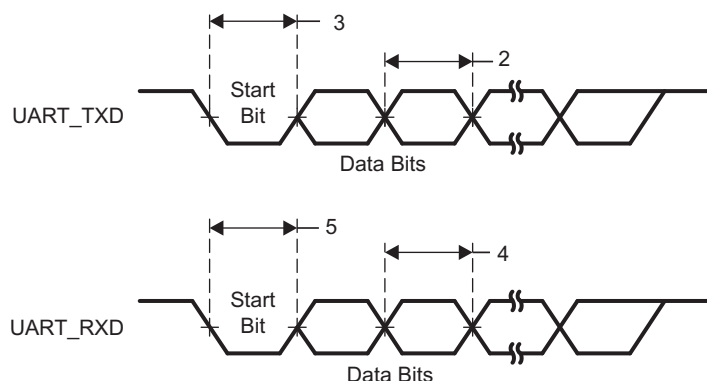 3
2
UART_TXD
Start
Bit
Data Bits
5
4
UART_RXD
Start
Bit
Data Bits